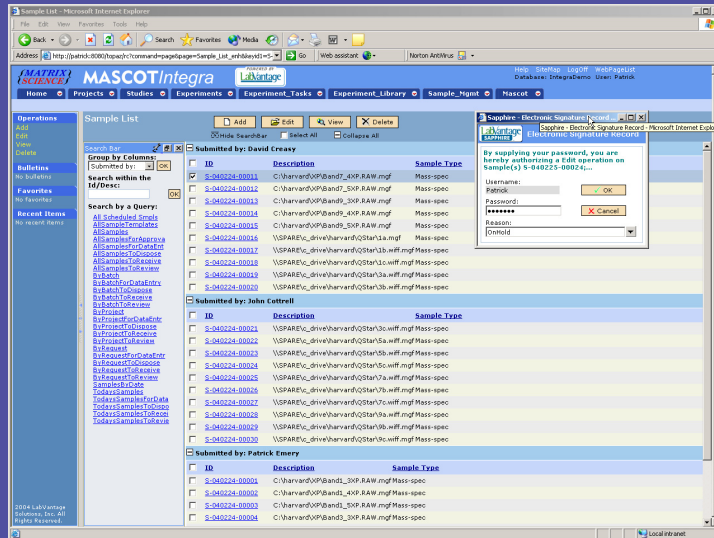 Sample List - Microsoft Internet Explorer
File Edit View Favorites Tools Help
Back Search Favorites Media
Address http://patrick:8080/topaz/rc?command=page&page=Sample_List_enh&keyid1=S- Go Web assistant Norton AntiVirus
{MATRIX}
{SCIENCE}
MASCOT Integra
POWERED BY
LabVantage
Help SiteMap LogOff WebPageList
Database: IntegraDemo User: Patrick
Home Projects Studies Experiments Experiment_Tasks Experiment_Library Sample_Mgmt Mascot
Operations
Add
Edit
View
Delete
Bulletins
No bulletins
Favorites
No favorites
Recent Items
No recent items
2004 LabVantage
Solutions, Inc. All
Rights Reserved.
Sample List
Add Edit View Delete
Hide SearchBar Select All Collapse All
Search Bar
Group by Columns:
Submitted by: OK
Search within the
Id/Desc:
OK
Search by a Query:
All Scheduled Smpls
AllSampleTemplates
AllSamples
AllSamplesForApprova
AllSamplesForDataEnt
AllSamplesToDispose
AllSamplesToReceive
AllSamplesToReview
ByBatch
ByBatchForDataEntry
ByBatchToDispose
ByBatchToReceive
ByBatchToReview
ByProject
ByProjectForDataEntr
ByProjectToDispose
ByProjectToReceive
ByProjectToReview
ByRequest
ByRequestForDataEntr
ByRequestToDispose
ByRequestToReceive
ByRequestToReview
SamplesByDate
TodaysSamples
TodaysSamplesForData
TodaysSamplesToDispo
TodaysSamplesToRecei
TodaysSamplesToRevie
Submitted by: David Creasy
ID Description Sample Type
S-040224-00011 C:\harvard\XP\Band7_4XP.RAW.mgf Mass-spec
S-040224-00012 C:\harvard\XP\Band7_5XP.RAW.mgf Mass-spec
S-040224-00013 C:\harvard\XP\Band9_3XP.RAW.mgf Mass-spec
S-040224-00014 C:\harvard\XP\Band9_4XP.RAW.mgf Mass-spec
S-040224-00015 C:\harvard\XP\Band9_5XP.RAW.mgf Mass-spec
S-040224-00016 \\SPARE\c_drive\harvard\QStar\1a.mgf Mass-spec
S-040224-00017 \\SPARE\c_drive\harvard\QStar\1b.wiff.mgf Mass-spec
S-040224-00018 \\SPARE\c_drive\harvard\QStar\1c.wiff.mgf Mass-spec
S-040224-00019 \\SPARE\c_drive\harvard\QStar\3a.wiff.mgf Mass-spec
S-040224-00020 \\SPARE\c_drive\harvard\QStar\3b.wiff.mgf Mass-spec
Submitted by: John Cottrell
ID Description Sample Type
S-040224-00021 \\SPARE\c_drive\harvard\QStar\3c.wiff.mgf Mass-spec
S-040224-00022 \\SPARE\c_drive\harvard\QStar\5a.wiff.mgf Mass-spec
S-040224-00023 \\SPARE\c_drive\harvard\QStar\5b.wiff.mgf Mass-spec
S-040224-00024 \\SPARE\c_drive\harvard\QStar\5c.wiff.mgf Mass-spec
S-040224-00025 \\SPARE\c_drive\harvard\QStar\7a.wiff.mgf Mass-spec
S-040224-00026 \\SPARE\c_drive\harvard\QStar\7b.wiff.mgf Mass-spec
S-040224-00027 \\SPARE\c_drive\harvard\QStar\7c.wiff.mgf Mass-spec
S-040224-00028 \\SPARE\c_drive\harvard\QStar\9a.wiff.mgf Mass-spec
S-040224-00029 \\SPARE\c_drive\harvard\QStar\9b.wiff.mgf Mass-spec
S-040224-00030 \\SPARE\c_drive\harvard\QStar\9c.wiff.mgf Mass-spec
Submitted by: Patrick Emery
ID Description Sample Type
S-040224-00001 C:\harvard\XP\Band1_3XP.RAW.mgf Mass-spec
S-040224-00002 C:\harvard\XP\Band1_4XP.RAW.mgf Mass-spec
S-040224-00003 C:\harvard\XP\Band1_5XP.RAW.mgf Mass-spec
S-040224-00004 C:\harvard\XP\Band3_3XP.RAW.mgf Mass-spec
Sapphire - Electronic Signature Record ...
Sapphire - Electronic Signature Record - Microsoft Internet Explo
LabVantage
SAPPHIRE
Electronic Signature Record
By supplying your password, you are
hereby authorizing a Edit operation on
Sample(s) S-040225-00024;...
Username:
Patrick
OK
Password:
•••••••
Cancel
Reason:
OnHold
Local intranet